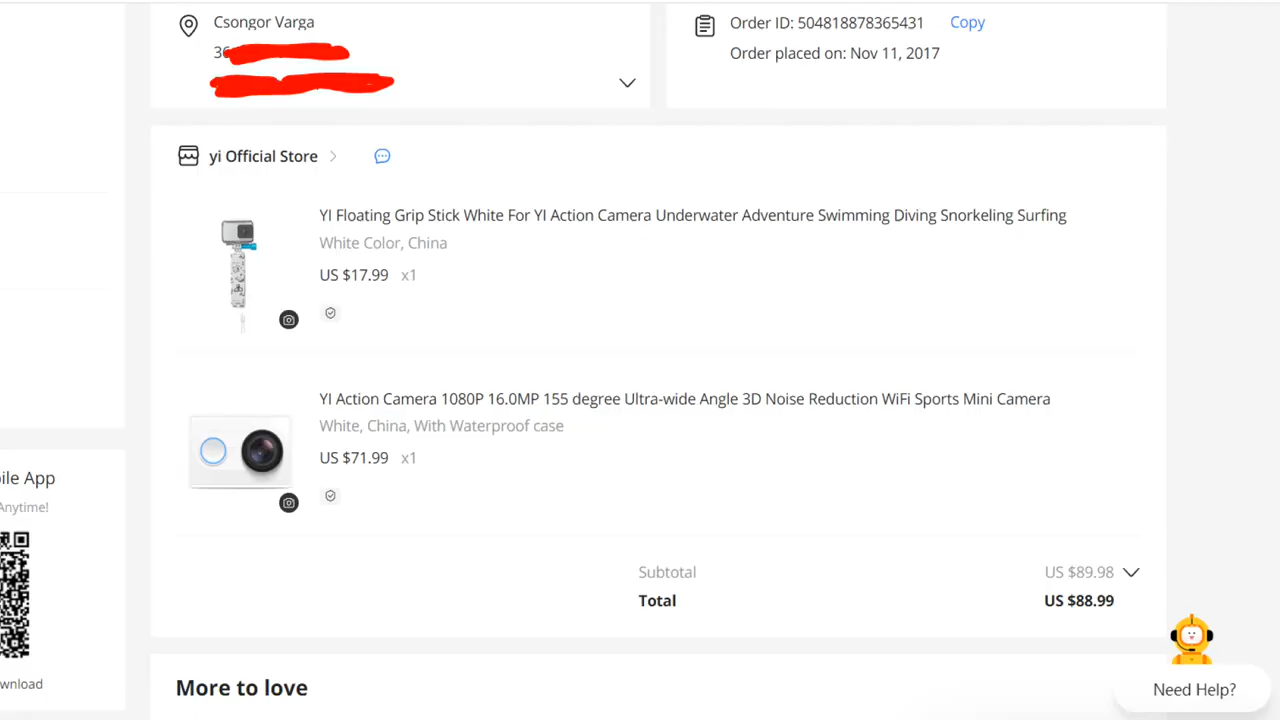 Csongor Varga
Order ID: 504818878365431 Copy
36
Order placed on: Nov 11, 2017
yi Official Store
YI Floating Grip Stick White For YI Action Camera Underwater Adventure Swimming Diving Snorkeling Surfing
White Color, China
US $17.99 x1
YI Action Camera 1080P 16.0MP 155 degree Ultra-wide Angle 3D Noise Reduction WiFi Sports Mini Camera
White, China, With Waterproof case
US $71.99 x1
ile App
Anytime!
Subtotal US $89.98
Total US $88.99
wnload
More to love
Need Help?